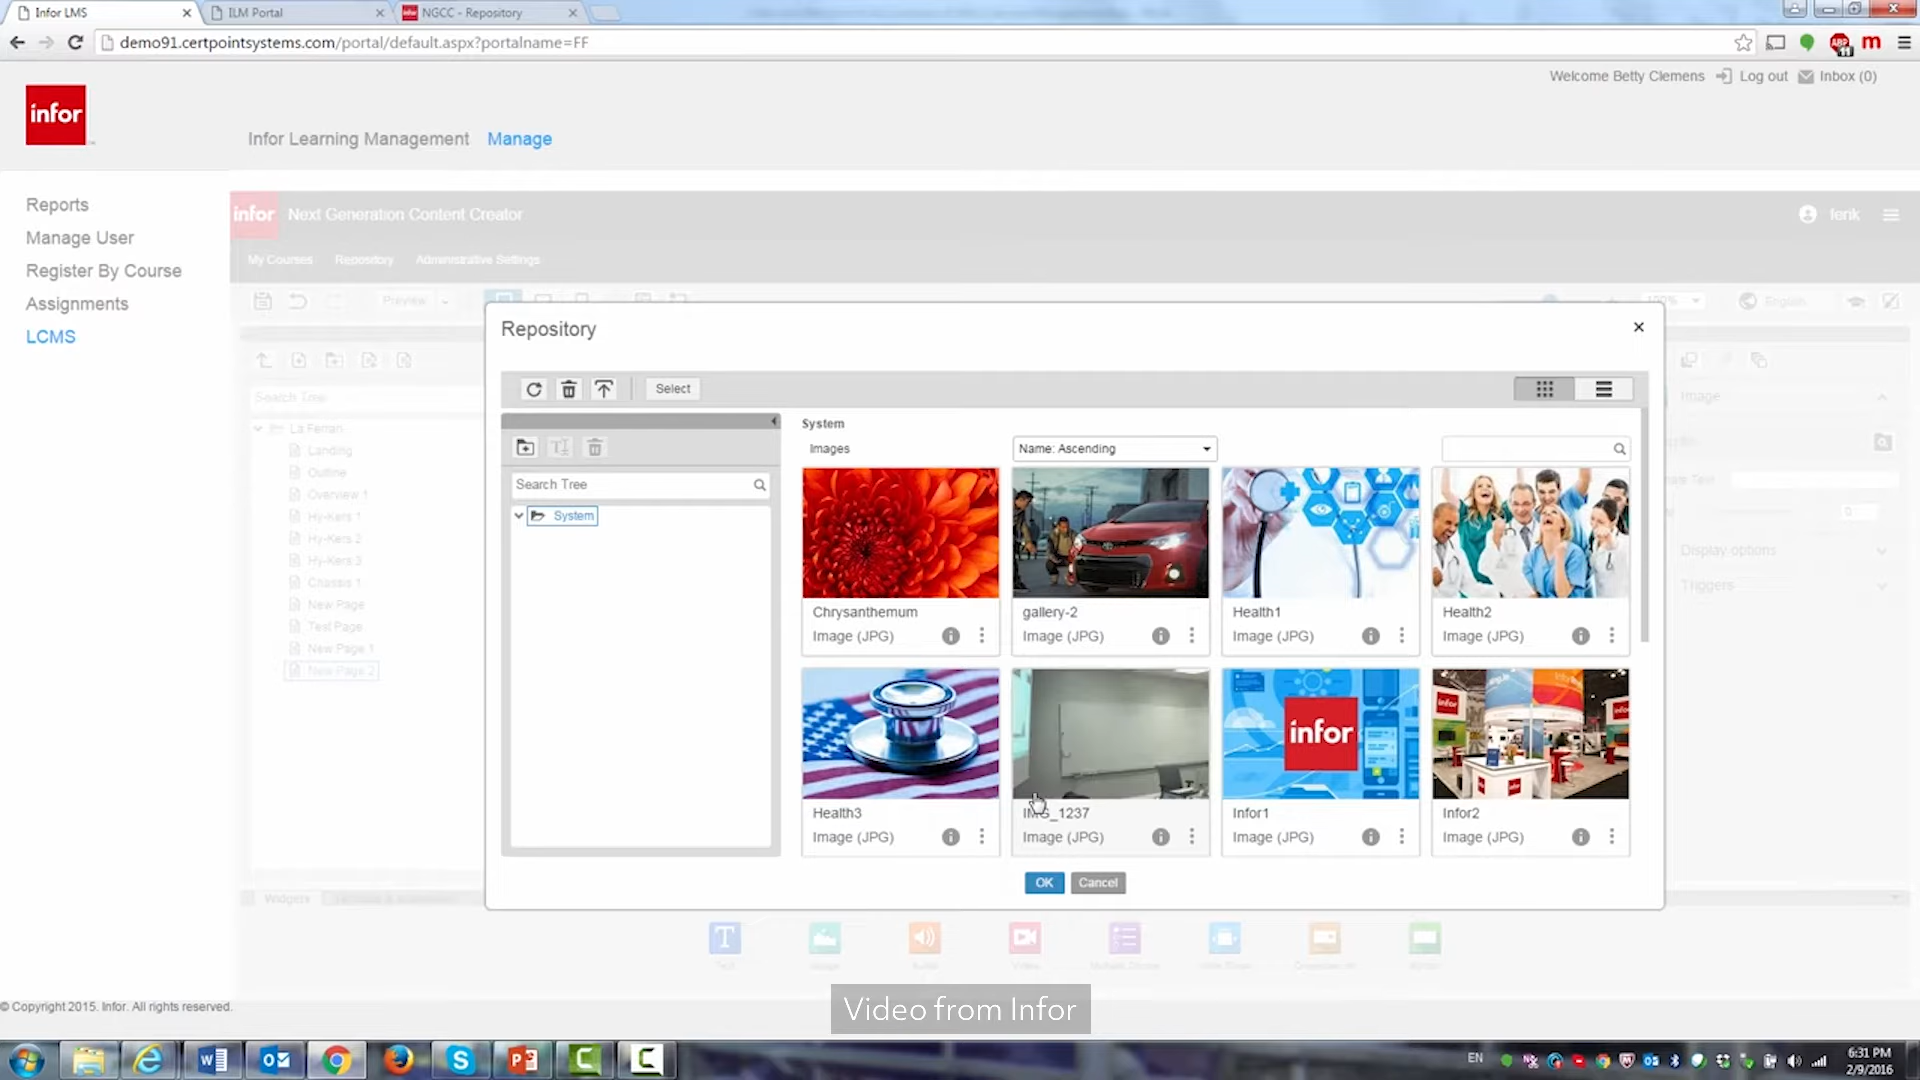 Infor LMS
ILM Portal
infor NGCC - Repository
demo91.certpointsystems.com/portal/default.aspx?portalname=FF
Welcome Betty Clemens Log out Inbox (0)
infor
Infor Learning Management Manage
Reports
Manage User
Register By Course
Assignments
LCMS
infor Next Generation Content Creator
ferik
My Courses Repository Administrative Settings
Preview
100%
English
Search Tree
Landing
Outline
Overview 1
Hy-Kers 1
Hy-Kers 2
Hy-Kers 3
Chassis 1
New Page
Test Page
New Page 1
New Page 2
Repository
Select
Search Tree
System
System
Images
Name: Ascending
Chrysanthemum
Image (JPG)
gallery-2
Image (JPG)
Health1
Image (JPG)
Health2
Image (JPG)
Health3
Image (JPG)
IMG_1237
Image (JPG)
infor
Infor1
Image (JPG)
Infor2
Image (JPG)
OK Cancel
Image
0
Display options
Triggers
Widgets
Text
Image
Audio
Video
© Copyright 2015. Infor. All rights reserved.
Video from Infor
EN
6:31 PM
2/9/2016